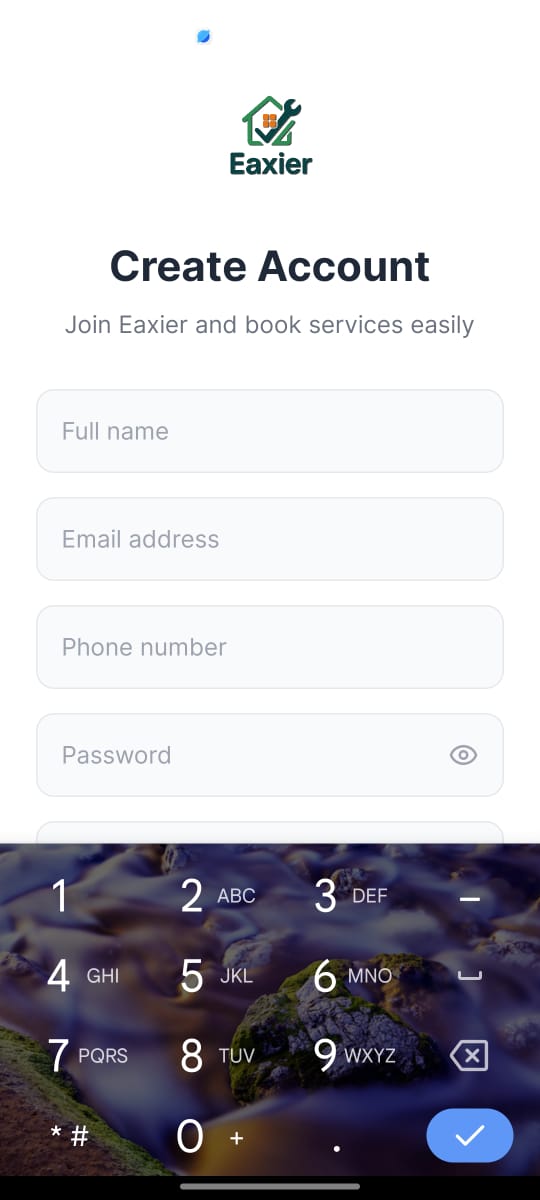 Eaxier
Create Account
Join Eaxier and book services easily
Full name
Email address
Phone number
Password
1 2 ABC 3 DEF –
4 GHI 5 JKL 6 MNO
7 PQRS 8 TUV 9 WXYZ
* # 0 + .